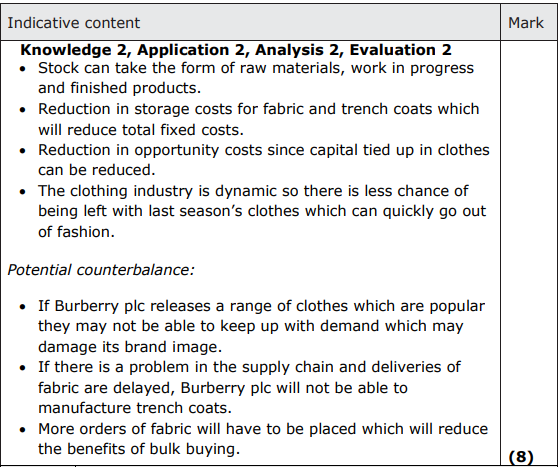 Indicative content Mark
Knowledge 2, Application 2, Analysis 2, Evaluation 2
• Stock can take the form of raw materials, work in progress
and finished products.
• Reduction in storage costs for fabric and trench coats which
will reduce total fixed costs.
• Reduction in opportunity costs since capital tied up in clothes
can be reduced.
• The clothing industry is dynamic so there is less chance of
being left with last season’s clothes which can quickly go out
of fashion.
Potential counterbalance:
• If Burberry plc releases a range of clothes which are popular
they may not be able to keep up with demand which may
damage its brand image.
• If there is a problem in the supply chain and deliveries of
fabric are delayed, Burberry plc will not be able to
manufacture trench coats.
• More orders of fabric will have to be placed which will reduce
the benefits of bulk buying.
(8)